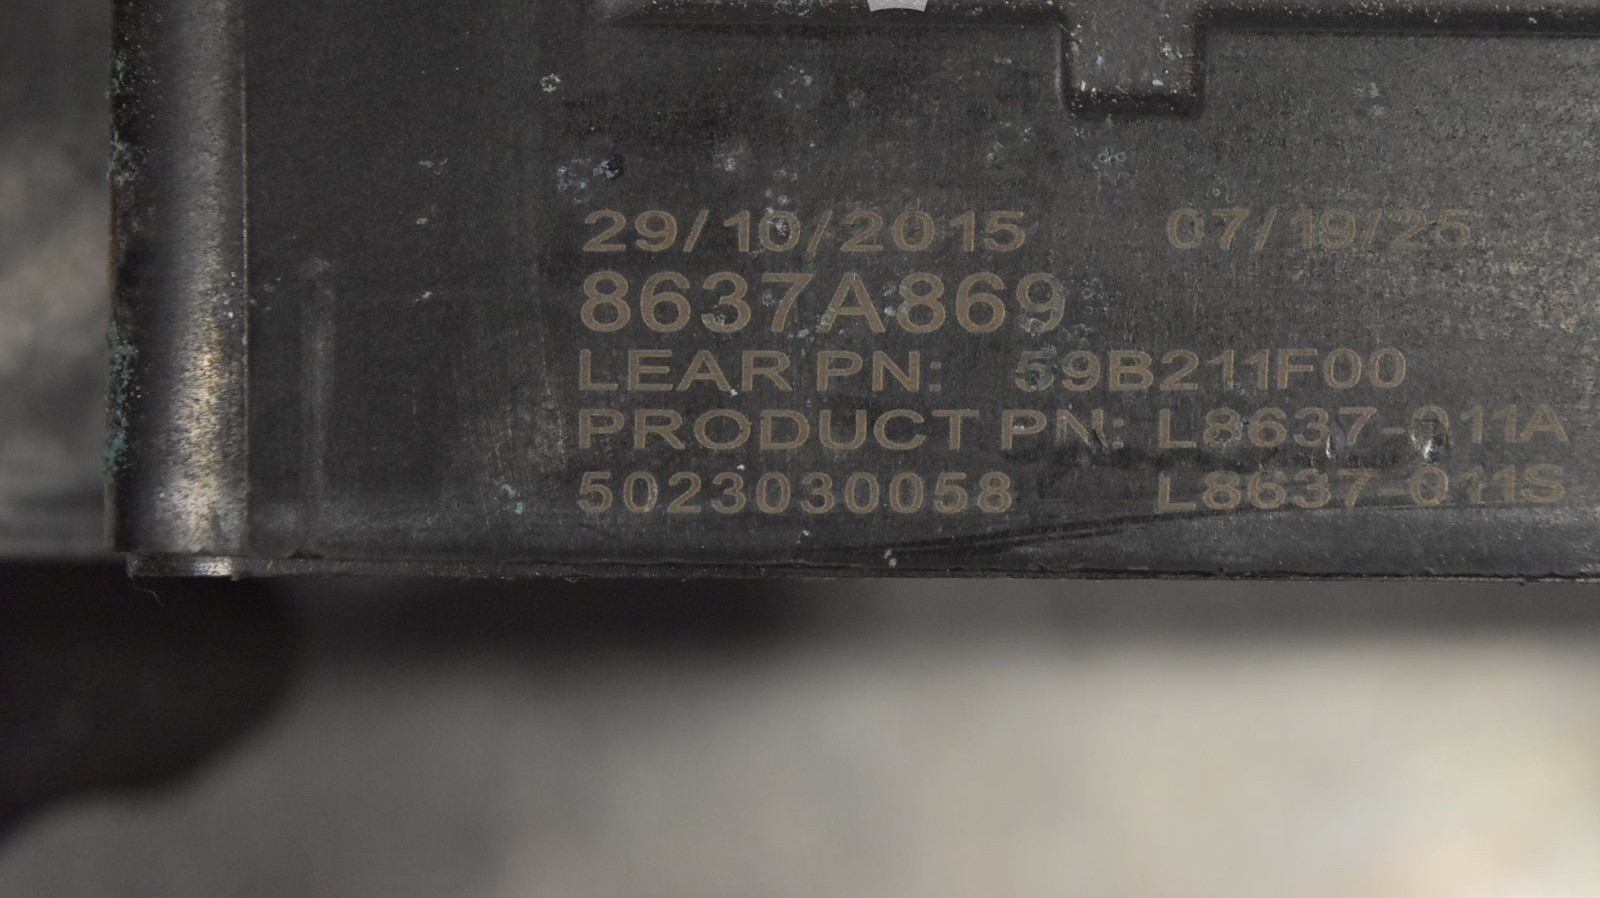 29/10/2015 07/19/25
8637A869
LEAR PN: 59B211F00
PRODUCT PN: L8637-011A
5023030058 L8637-011S